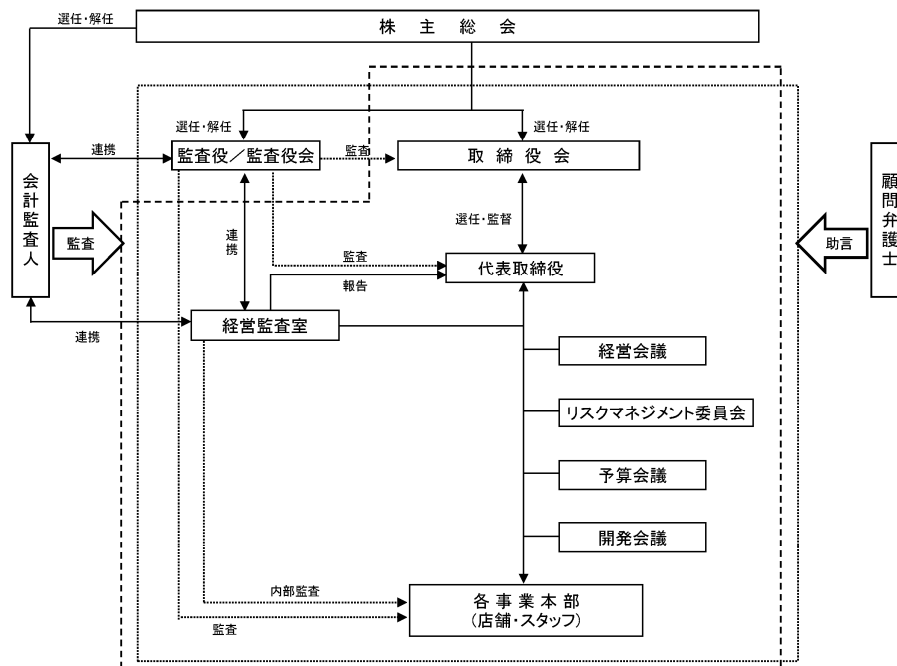 選任・解任
株主総会
選任・解任
選任・解任
連携
監査役／監査役会
監査
取締役会
会計監査人
監査
連携
選任・監督
助言
顧問弁護士
監査
代表取締役
報告
連携
経営監査室
経営会議
リスクマネジメント委員会
予算会議
開発会議
内部監査
各事業本部
(店舗・スタッフ)
監査